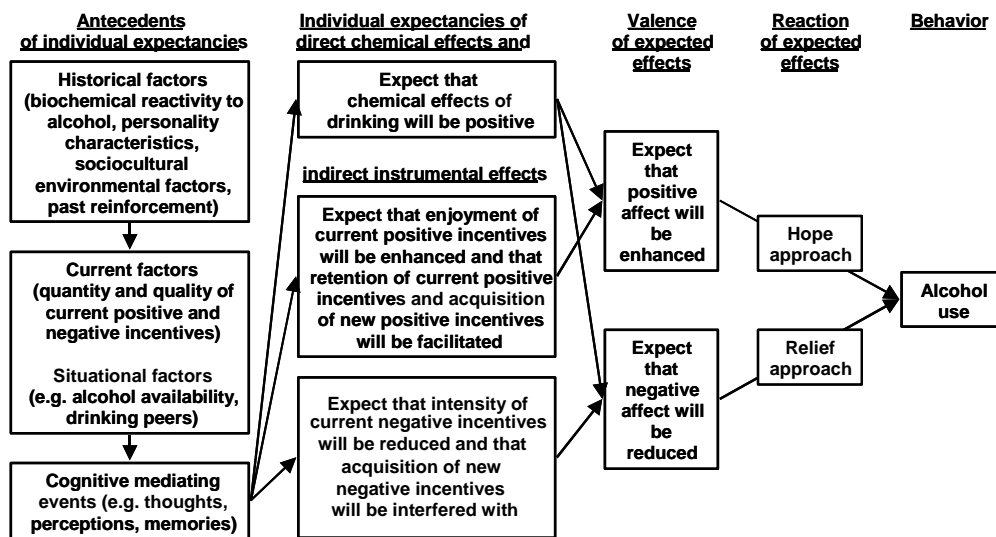 Antecedents
of individual expectancies
Historical factors
(biochemical reactivity to
alcohol, personality
characteristics,
sociocultural
environmental factors,
past reinforcement)
Current factors
(quantity and quality of
current positive and
negative incentives)
Situational factors
(e.g. alcohol availability,
drinking peers)
Cognitive mediating
events (e.g. thoughts,
perceptions, memories)
Individual expectancies of
direct chemical effects and
Expect that
chemical effects of
drinking will be positive
indirect instrumental effects
Expect that enjoyment of
current positive incentives
will be enhanced and that
retention of current positive
incentives and acquisition
of new positive incentives
will be facilitated
Expect that intensity of
current negative incentives
will be reduced and that
acquisition of new
negative incentives
will be interfered with
Valence
of expected
effects
Expect
that
positive
affect will
be
enhanced
Expect
that
negative
affect will
be
reduced
Reaction
of expected
effects
Hope
approach
Relief
approach
Behavior
Alcohol
use